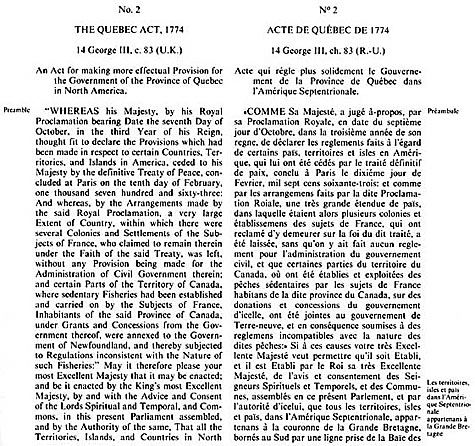 No. 2
THE QUEBEC ACT, 1774
14 George III, c. 83 (U.K.)
An Act for making more effectual Provision for
the Government of the Province of Quebec
in North America.
Preamble
"WHEREAS his Majesty, by his Royal
Proclamation bearing Date the seventh Day of
October, in the third Year of his Reign,
thought fit to declare the Provisions which had
been made in respect to certain Countries, Ter-
ritories, and Islands in America, ceded to his
Majesty by the definitive Treaty of Peace, con-
cluded at Paris on the tenth day of February,
one thousand seven hundred and sixty-three:
And whereas, by the Arrangements made by
the said Royal Proclamation, a very large
Extent of Country, within which there were
several Colonies and Settlements of the Sub-
jects of France, who claimed to remain therein
under the Faith of the said Treaty, was left,
without any Provision being made for the
Administration of Civil Government therein;
and certain Parts of the Territory of Canada,
where sedentary Fisheries had been established
and carried on by the Subjects of France,
Inhabitants of the said Province of Canada,
under Grants and Concessions from the Gov-
ernment thereof, were annexed to the Govern-
ment of Newfoundland, and thereby subjected
to Regulations inconsistent with the Nature of
such Fisheries:" May it therefore please your
most Excellent Majesty that it may be enacted;
and be it enacted by the King's most Excellent
Majesty, by and with the Advice and Consent
of the Lords Spiritual and Temporal, and Com-
mons, in this present Parliament assembled,
and by the Authority of the same, That all the
Territories, Islands, and Countries in North
Nº 2
ACTE DE QUÉBEC DE 1774
14 George III, ch. 83 (R.-U.)
Acte qui règle plus solidement le Gouverne-
ment de la Province de Québec dans
l'Amérique Septentrionale.
Préambule
«COMME Sa Majesté, a jugé à-propos, par
sa Proclamation Royale, en date du septième
jour d'Octobre, dans la troisième année de son
regne, de déclarer les reglements faits à l'égard
de certains païs, territoires et isles en Améri-
que, qui lui ont été cédés par le traité définitif
de paix, conclu à Paris le dixiéme jour de
Fevrier, mil sept cens soixante-trois: et comme
par les arrangements faits par la dite Proclama-
tion Roiale, une très grande étendue de païs,
dans laquelle étaient alors plusieurs colonies et
établissemens des sujets de France, qui ont
reclamé d'y demeurer sur la foi du dit traité, a
été laissée, sans qu'on y ait fait aucun regle-
ment pour l'administration du gouvernement
civil, et que certaines parties du territoire du
Canada, où ont été établies et exploitées des
pêches sédentaires par les sujets de France
habitans de la dite province du Canada, sur des
donations et concessions du gouvernement
d'icelle, ont été jointes au gouvernement de
Terre-neuve, et en conséquence soumises à des
reglemens incompatibles avec la nature des
dites pêches» Si à ces causes votre très Excel-
lente Majesté veut permettre qu'il soit Etabli,
et il est Etabli par le Roi sa très Excellente
Majesté, de l'avis et consentement des Sei-
gneurs Spirituels et Temporels, et des Commu-
nes, assemblés en ce présent Parlement, et par
l'autorité d'icelui, que tous les territoires, isles
et païs, dans l'Amérique Septentrionale, appar-
tenans à la couronne de la Grande Bretagne,
bornés au Sud par une ligne prise de la Baie des
Les territoires,
isles et païs
dans l'Améri-
que Septentrio-
nale
appartenans à
la Grande Bre-
tagne